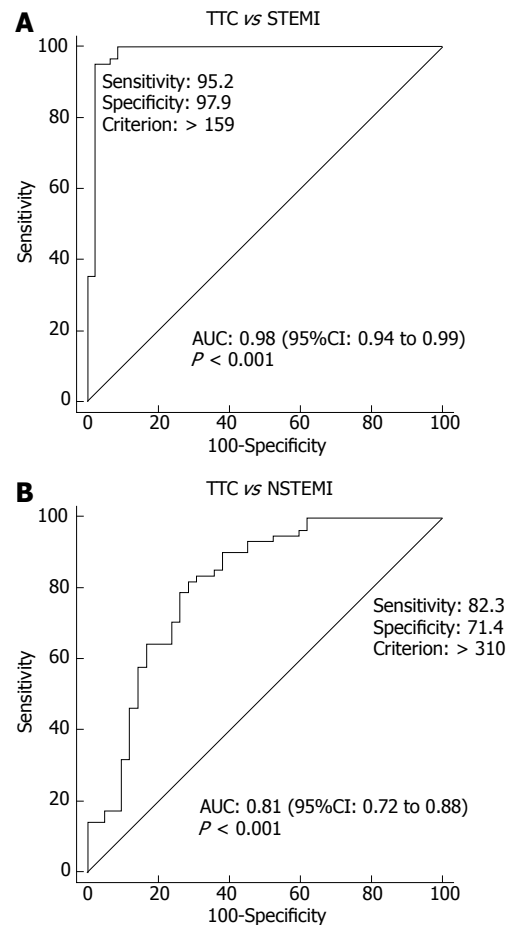 A
TTC vs STEMI
100
80
60
40
20
0
Sensitivity
Sensitivity: 95.2
Specificity: 97.9
Criterion: > 159
AUC: 0.98 (95%CI: 0.94 to 0.99)
P < 0.001
0 20 40 60 80 100
100-Specificity
B
TTC vs NSTEMI
100
80
60
40
20
0
Sensitivity
Sensitivity: 82.3
Specificity: 71.4
Criterion: > 310
AUC: 0.81 (95%CI: 0.72 to 0.88)
P < 0.001
0 20 40 60 80 100
100-Specificity